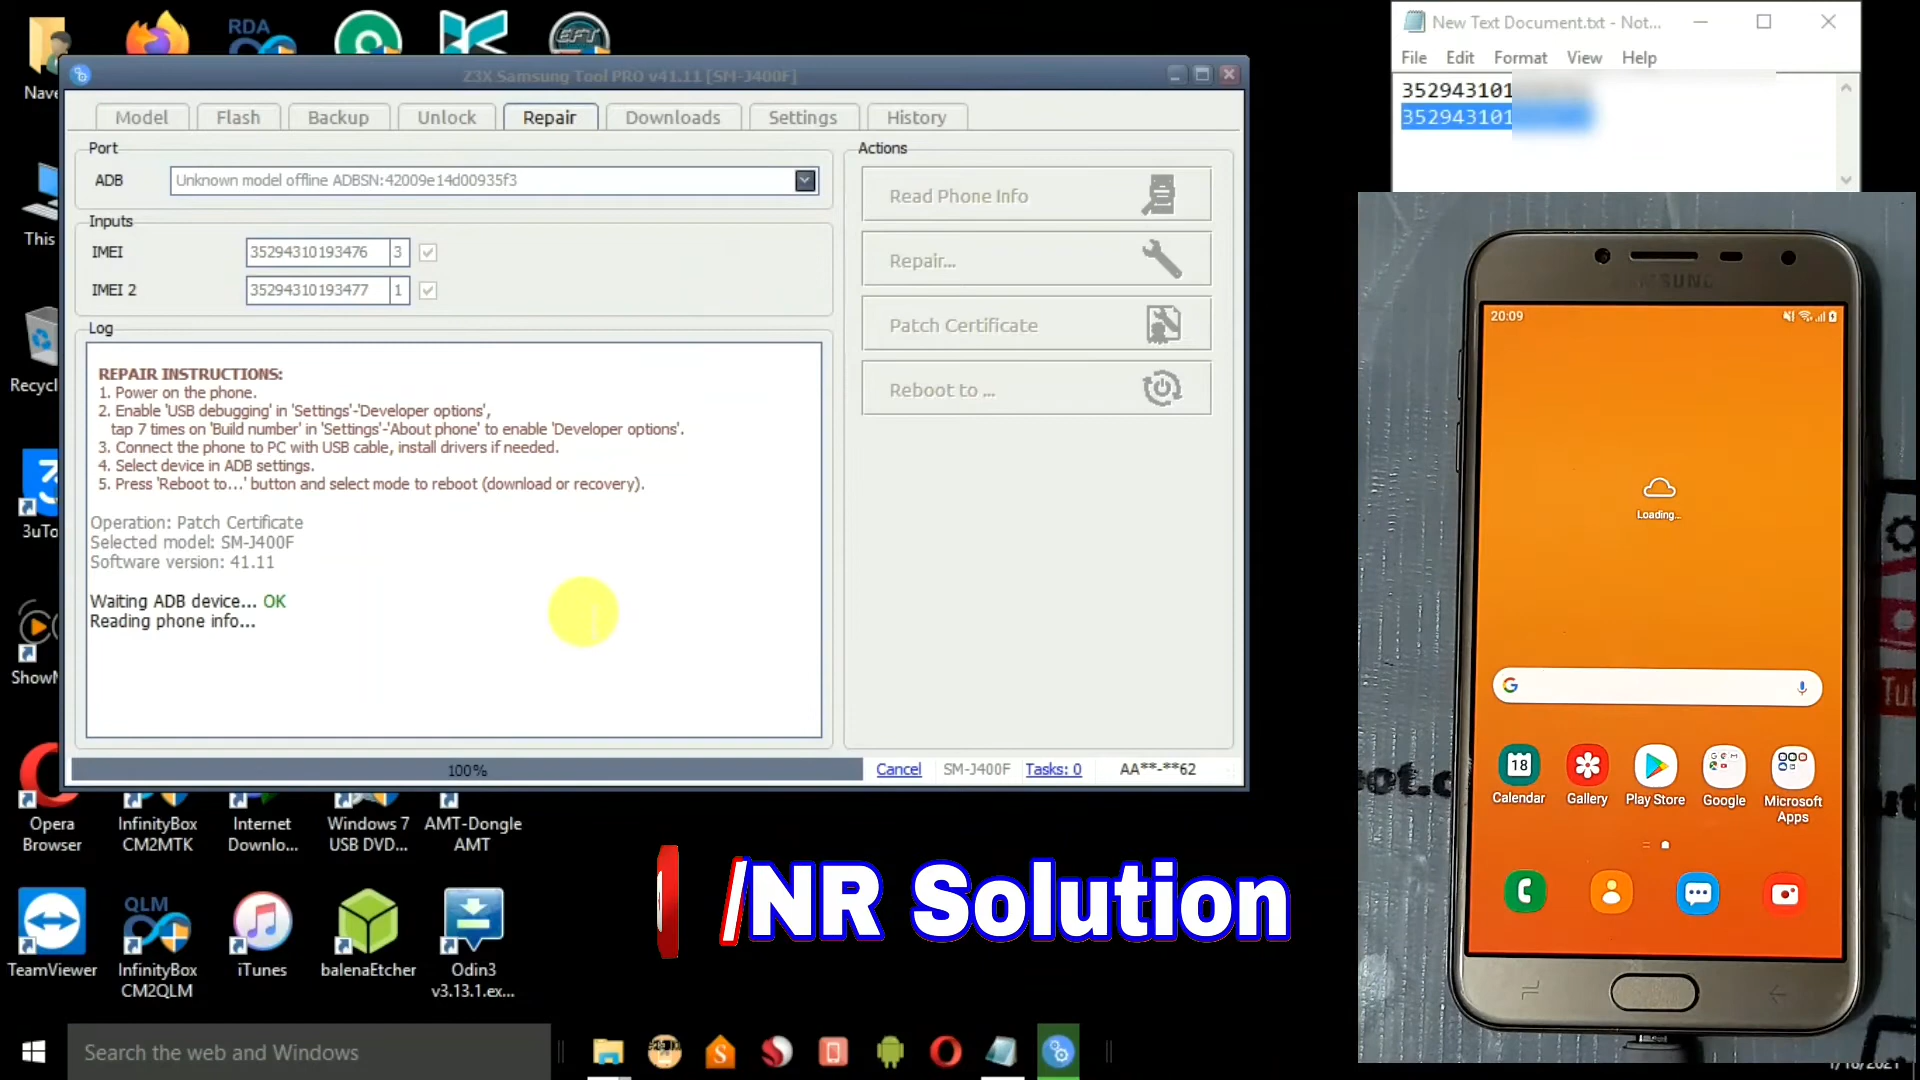 RDA
EFT
Nave
This
Recycl
3uTo
ShowM
Z3X Samsung Tool PRO v41.11 [SM-J400F]
Model
Flash
Backup
Unlock
Repair
Downloads
Settings
History
Port
ADB
Unknown model offline ADBSN:42009e14d00935f3
Inputs
IMEI
35294310193476 3
IMEI 2
35294310193477 1
Log
REPAIR INSTRUCTIONS:
1. Power on the phone.
2. Enable 'USB debugging' in 'Settings'-'Developer options',
tap 7 times on 'Build number' in 'Settings'-'About phone' to enable 'Developer options'.
3. Connect the phone to PC with USB cable, install drivers if needed.
4. Select device in ADB settings.
5. Press 'Reboot to...' button and select mode to reboot (download or recovery).
Operation: Patch Certificate
Selected model: SM-J400F
Software version: 41.11
Waiting ADB device... OK
Reading phone info...
Actions
Read Phone Info
Repair...
Patch Certificate
Reboot to ...
100%
Cancel
SM-J400F
Tasks: 0
AA**-**62
New Text Document.txt - Not...
File Edit Format View Help
352943101
352943101
SAMSUNG
20:09
Loading...
G
18
Calendar
Gallery
Play Store
Google
Microsoft
Apps
Opera
Browser
InfinityBox
CM2MTK
Internet
Downlo...
Windows 7
USB DVD...
AMT-Dongle
AMT
/NR Solution
QLM
TeamViewer
InfinityBox
CM2QLM
iTunes
balenaEtcher
Odin3
v3.13.1.ex...
Search the web and Windows